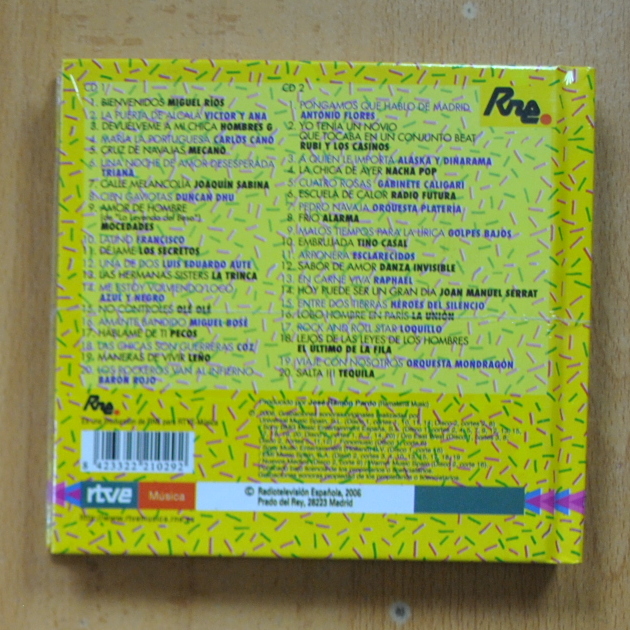 CD 1
1. BIENVENIDOS MIGUEL RÍOS
2. LA PUERTA DE ALCALÁ VÍCTOR Y ANA
3. DEVUÉLVEME A MI CHICA HOMBRES G
4. MARÍA LA PORTUGUESA CARLOS CANO
5. CRUZ DE NAVAJAS MECANO
6. UNA NOCHE DE AMOR DESESPERADA
TRIANA
7. CALLE MELANCOLÍA JOAQUÍN SABINA
8. CIEN GAVIOTAS DUNCAN DHU
9. AMOR DE HOMBRE
(de "La Leyenda del Beso")
MOCEDADES
10. LATINO FRANCISCO
11. DÉJAME LOS SECRETOS
12. UNA DE DOS LUIS EDUARDO AUTE
13. LAS HERMANAS SISTERS LA TRINCA
14. ME ESTOY VOLVIENDO LOCO
AZUL Y NEGRO
15. NO CONTROLES OLÉ OLÉ
16. AMANTE BANDIDO MIGUEL BOSÉ
17. HÁBLAME DE TI PECOS
18. LAS CHICAS SON GUERRERAS COZ
19. MANERAS DE VIVIR LEÑO
20. LOS ROCKEROS VAN AL INFIERNO
BARÓN ROJO
CD 2
1. PONGAMOS QUE HABLO DE MADRID
ANTONIO FLORES
2. YO TENÍA UN NOVIO
QUE TOCABA EN UN CONJUNTO BEAT
RUBI Y LOS CASINOS
3. A QUIEN LE IMPORTA ALASKA Y DINARAMA
4. LA CHICA DE AYER NACHA POP
5. CUATRO ROSAS GABINETE CALIGARI
6. ESCUELA DE CALOR RADIO FUTURA
7. PEDRO NAVAJA ORQUESTA PLATERÍA
8. FRÍO ALARMA
9. MALOS TIEMPOS PARA LA LÍRICA GOLPES BAJOS
10. EMBRUJADA TINO CASAL
11. ARPONERA ESCLARECIDOS
12. SABOR DE AMOR DANZA INVISIBLE
13. EN CARNE VIVA RAPHAEL
14. HOY PUEDE SER UN GRAN DÍA JOAN MANUEL SERRAT
15. ENTRE DOS TIERRAS HÉROES DEL SILENCIO
16. LOBO HOMBRE EN PARÍS LA UNIÓN
17. ROCK AND ROLL STAR LOQUILLO
18. LEJOS DE LAS LEYES DE LOS HOMBRES
EL ÚLTIMO DE LA FILA
19. VIAJE CON NOSOTROS ORQUESTA MONDRAGÓN
20. SALTA !!! TEQUILA
Rne.
Rne.
Producido por José Ramón Pardo
8 423322 210292
rtve Música
© Radiotelevisión Española, 2006
Prado del Rey, 28223 Madrid